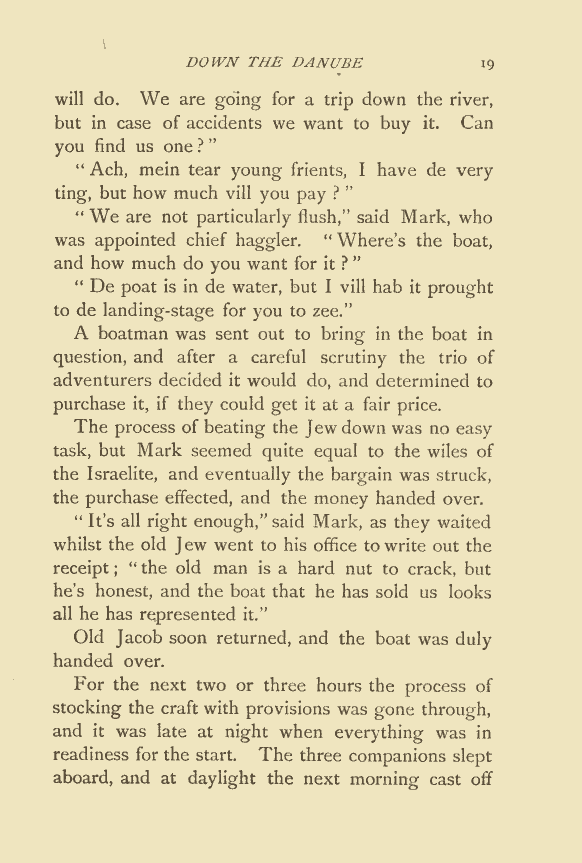 DOWN THE DANUBE 19
will do. We are going for a trip down the river,
but in case of accidents we want to buy it. Can
you find us one?"
"Ach, mein tear young frients, I have de very
ting, but how much vill you pay?"
"We are not particularly flush," said Mark, who
was appointed chief haggler. "Where's the boat,
and how much do you want for it?"
"De poat is in de water, but I vill hab it prought
to de landing-stage for you to zee."
A boatman was sent out to bring in the boat in
question, and after a careful scrutiny the trio of
adventurers decided it would do, and determined to
purchase it, if they could get it at a fair price.
The process of beating the Jew down was no easy
task, but Mark seemed quite equal to the wiles of
the Israelite, and eventually the bargain was struck,
the purchase effected, and the money handed over.
"It's all right enough," said Mark, as they waited
whilst the old Jew went to his office to write out the
receipt; "the old man is a hard nut to crack, but
he's honest, and the boat that he has sold us looks
all he has represented it."
Old Jacob soon returned, and the boat was duly
handed over.
For the next two or three hours the process of
stocking the craft with provisions was gone through,
and it was late at night when everything was in
readiness for the start. The three companions slept
aboard, and at daylight the next morning cast off